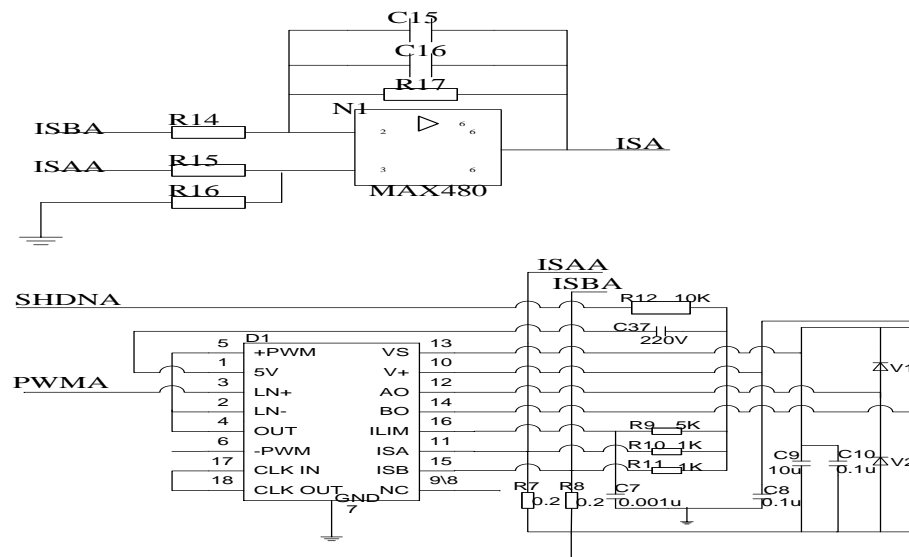 C15
C16
R17
N1
ISBA R14 2 6 6
ISA
ISAA R15 3 6
R16 MAX480
ISAA
ISBA
SHDNA R12 10K
C37
220V
D1
5 +PWM VS 13
1 5V V+ 10
V1
PWMA 3 LN+ AO 12
2 LN- BO 14
4 OUT ILIM 16 R9 5K
6 -PWM ISA 11 R10 1K
17 CLK IN ISB 15 R11 1K
C9 10u C10 0.1u V2
18 CLK OUT NC 9\8
GND
7
R7 0.2 R8 0.2 C7 0.001u C8 0.1u